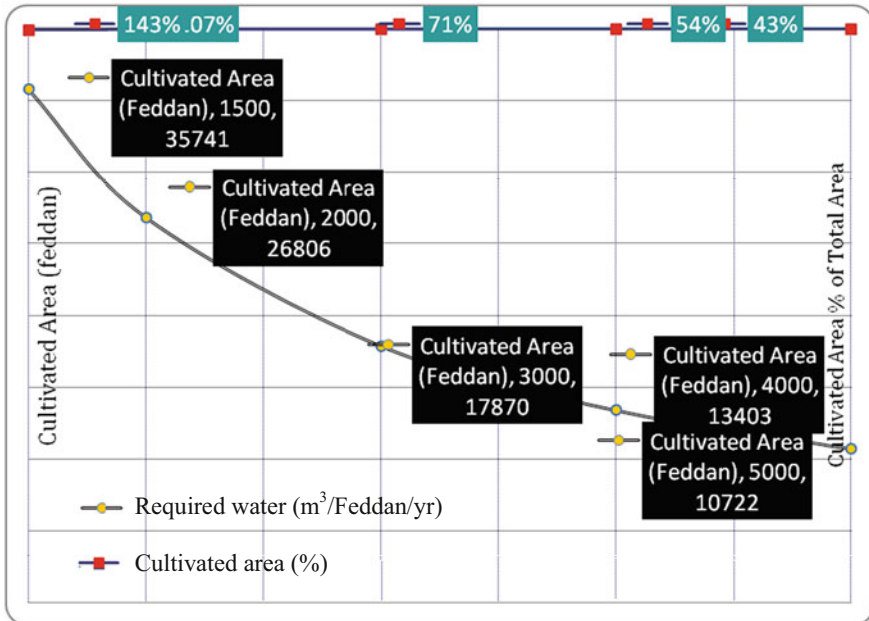 143% .07%
71%
54%
43%
Cultivated Area
(Feddan), 1500,
35741
Cultivated Area
(Feddan), 2000,
26806
Cultivated Area
(Feddan), 3000,
17870
Cultivated Area
(Feddan), 4000,
13403
Cultivated Area
(Feddan), 5000,
10722
Cultivated Area (feddan)
Cultivated Area % of Total Area
Required water (m³/Feddan/yr)
Cultivated area (%)